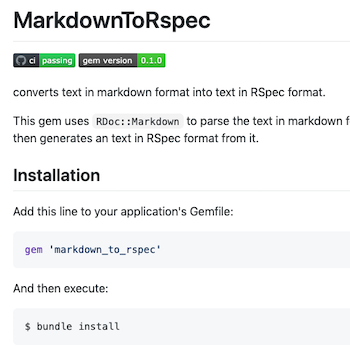 MarkdownToRspec
ci passing gem version 0.1.0
converts text in markdown format into text in RSpec format.
This gem uses RDoc::Markdown to parse the text in markdown f
then generates an text in RSpec format from it.
Installation
Add this line to your application's Gemfile:
gem 'markdown_to_rspec'
And then execute:
$ bundle install